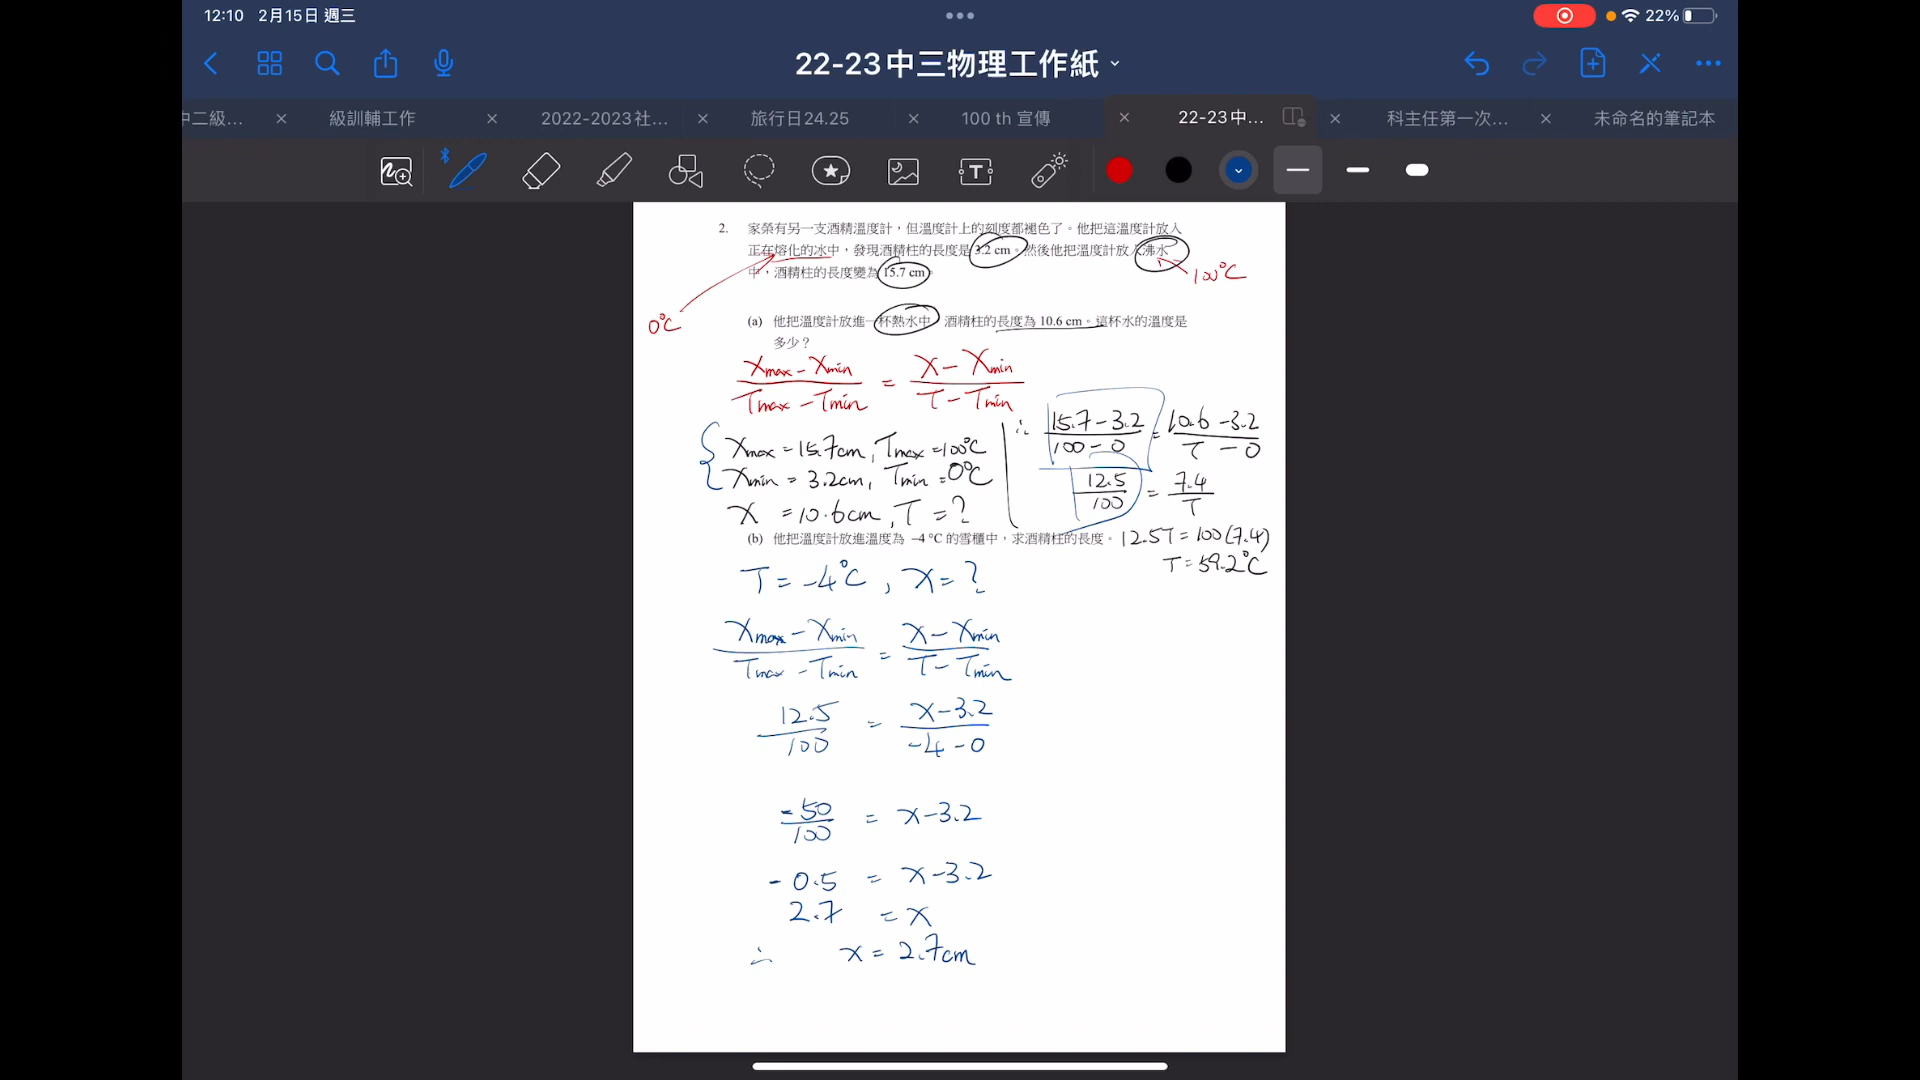 12:10 2月15日 週三
22%
22-23中三物理工作紙
中二級...
級訓輔工作
2022-2023社...
旅行日24.25
100 th 宣傳
22-23中...
科主任第一次...
未命名的筆記本
2. 家榮有另一支酒精溫度計，但溫度計上的刻度都褪色了。他把這溫度計放入
正在熔化的冰中，發現酒精柱的長度是 3.2 cm。然後他把溫度計放入沸水
中，酒精柱的長度變為 15.7 cm。
100°C
0°C
(a) 他把溫度計放進一杯熱水中，酒精柱的長度為 10.6 cm。這杯水的溫度是
多少？
Xmax - Xmin / Tmax - Tmin = X - Xmin / T - Tmin
Xmax = 15.7cm, Tmax = 100°C
Xmin = 3.2cm, Tmin = 0°C
X = 10.6cm, T = ?
∴ 15.7 - 3.2 / 100 - 0 = 10.6 - 3.2 / T - 0
12.5 / 100 = 7.4 / T
12.5T = 100(7.4)
T = 59.2°C
(b) 他把溫度計放進溫度為 −4 °C 的雪櫃中，求酒精柱的長度。
T = -4°C, X = ?
Xmax - Xmin / Tmax - Tmin = X - Xmin / T - Tmin
12.5 / 100 = X - 3.2 / -4 - 0
-50 / 100 = X - 3.2
-0.5 = X - 3.2
2.7 = X
∴ X = 2.7cm